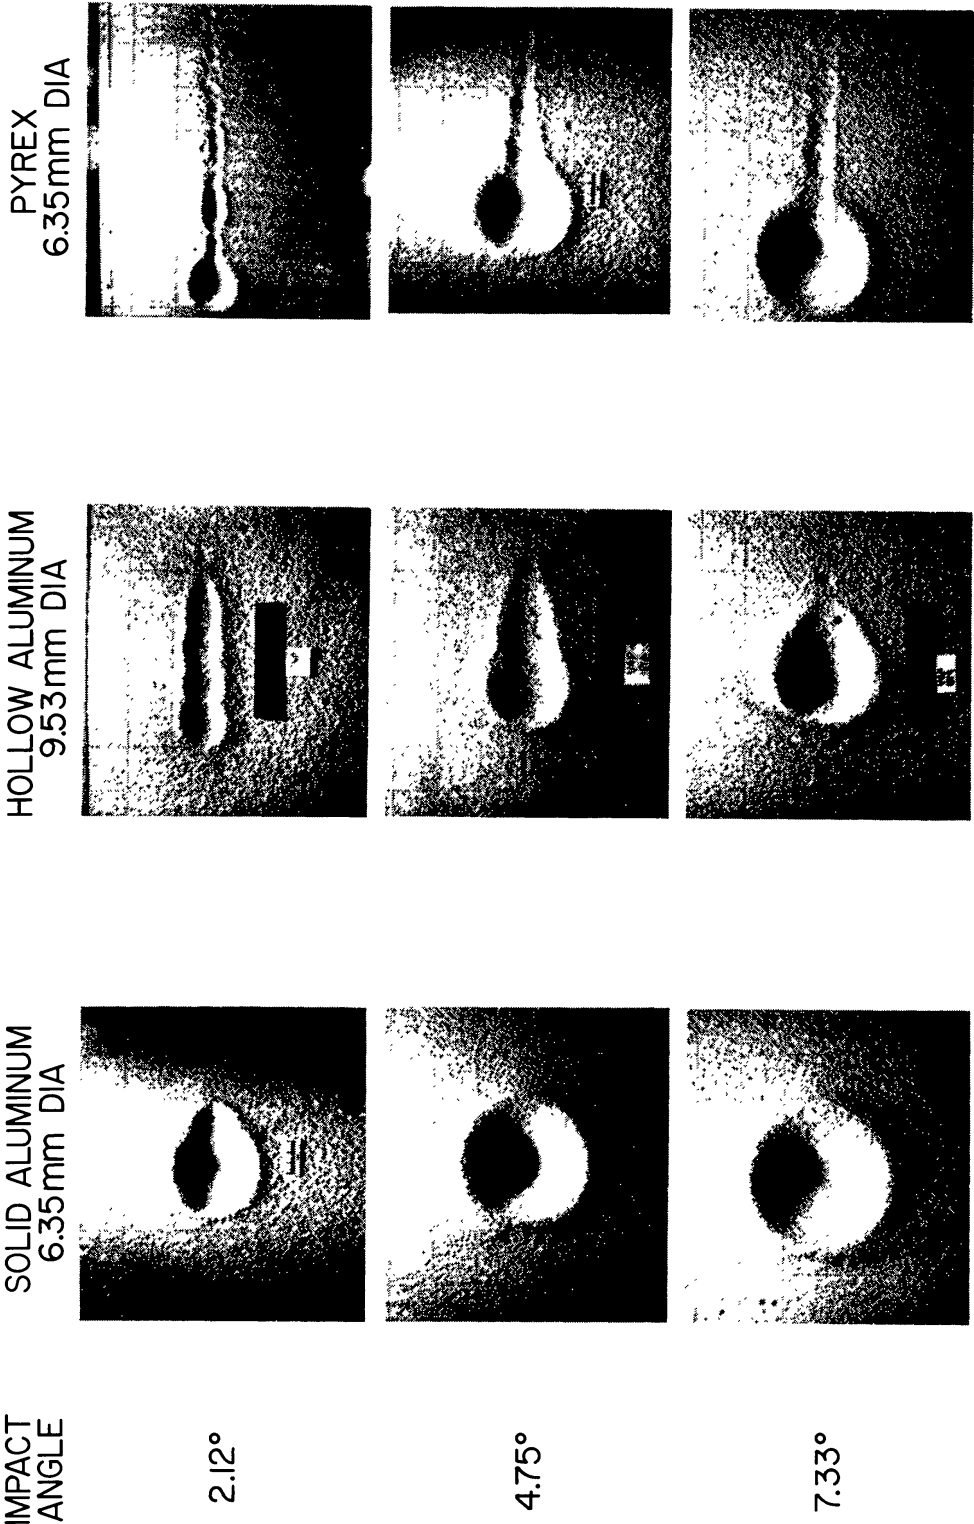 IMPACT
ANGLE
SOLID ALUMINUM
6.35mm DIA
HOLLOW ALUMINUM
9.53mm DIA
PYREX
6.35mm DIA
2.12°
4.75°
7.33°